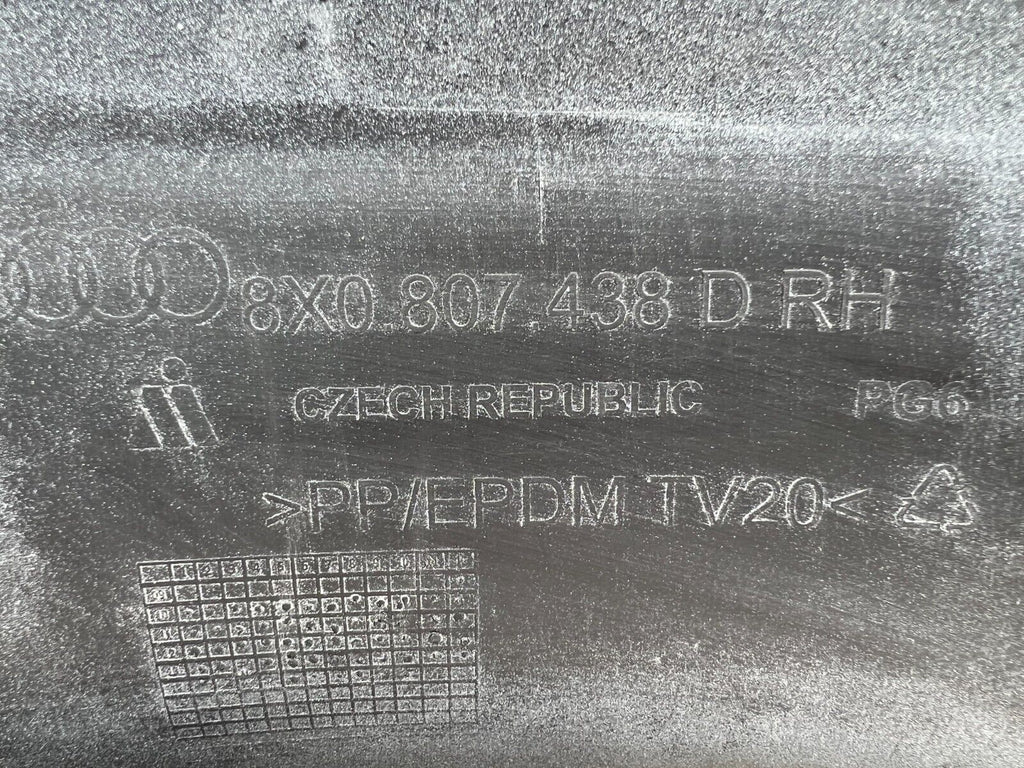 8X0.807.438 D RH
CZECH REPUBLIC PG6
>PP/EPDM TV20<